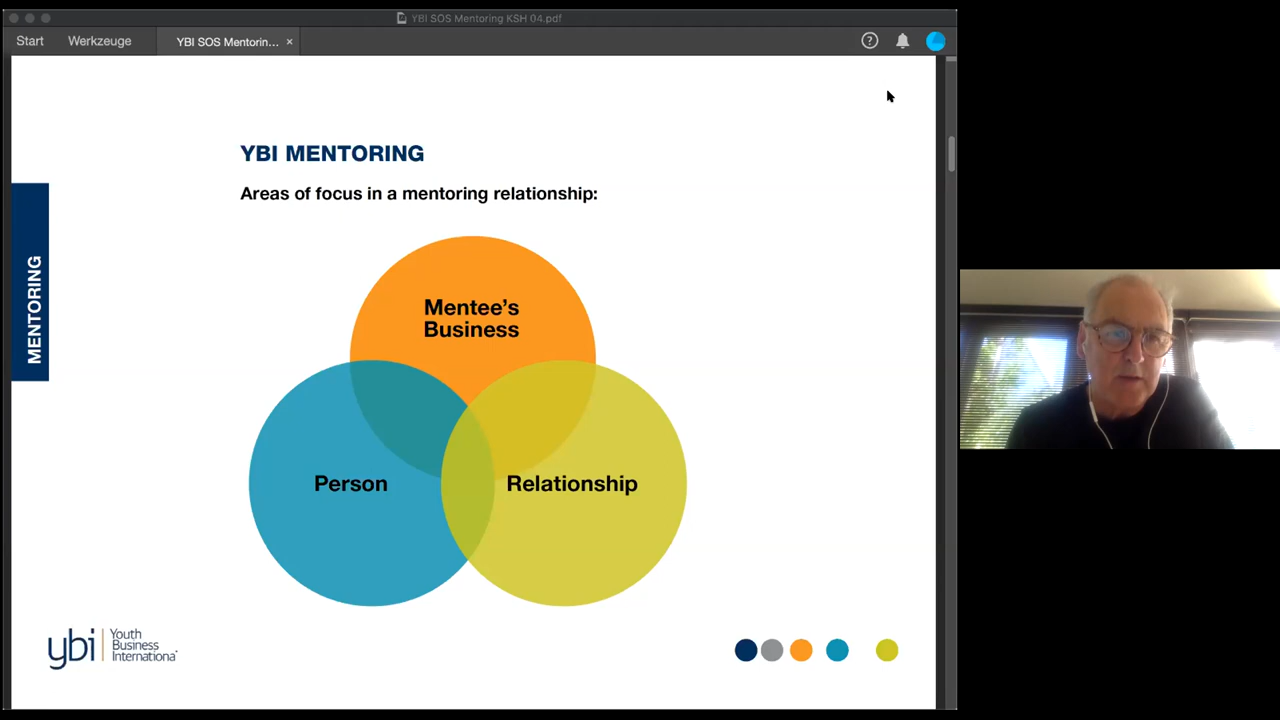 YBI SOS Mentoring KSH 04.pdf
Start Werkzeuge YBI SOS Mentorin... ×
YBI MENTORING
Areas of focus in a mentoring relationship:
MENTORING
Mentee’s
Business
Person
Relationship
ybi
Youth
Business
International